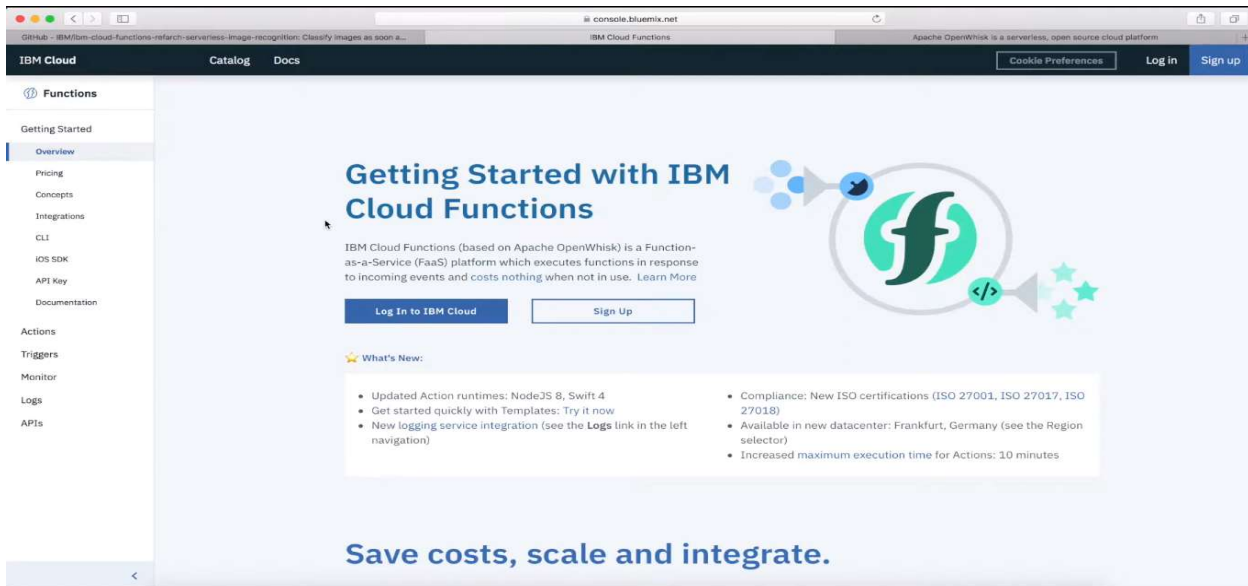 console.bluemix.net
GitHub - IBM/ibm-cloud-functions-refarch-serverless-image-recognition: Classify images as soon a...
IBM Cloud Functions
Apache OpenWhisk is a serverless, open source cloud platform
IBM Cloud
Catalog
Docs
Cookie Preferences
Log in
Sign up
Functions
Getting Started
Overview
Pricing
Concepts
Integrations
CLI
iOS SDK
API Key
Documentation
Actions
Triggers
Monitor
Logs
APIs
Getting Started with IBM
Cloud Functions
IBM Cloud Functions (based on Apache OpenWhisk) is a Function-
as-a-Service (FaaS) platform which executes functions in response
to incoming events and costs nothing when not in use. Learn More
Log In to IBM Cloud
Sign Up
What's New:
• Updated Action runtimes: NodeJS 8, Swift 4
• Get started quickly with Templates: Try it now
• New logging service integration (see the Logs link in the left
navigation)
• Compliance: New ISO certifications (ISO 27001, ISO 27017, ISO
27018)
• Available in new datacenter: Frankfurt, Germany (see the Region
selector)
• Increased maximum execution time for Actions: 10 minutes
Save costs, scale and integrate.